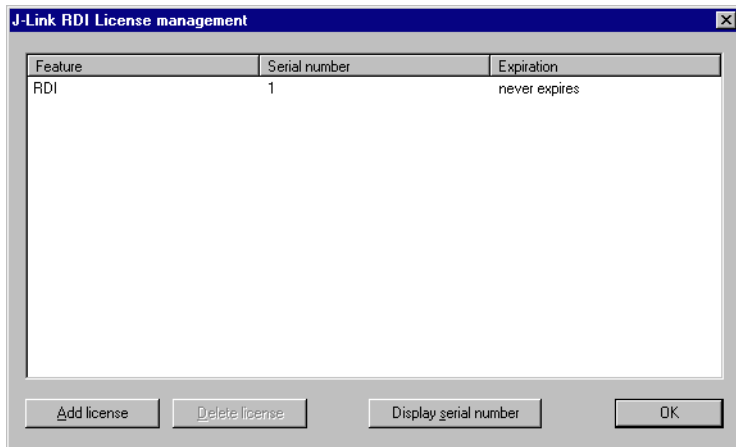 J-Link RDI License management
Feature Serial number Expiration
RDI 1 never expires
Add license Delete license Display serial number OK